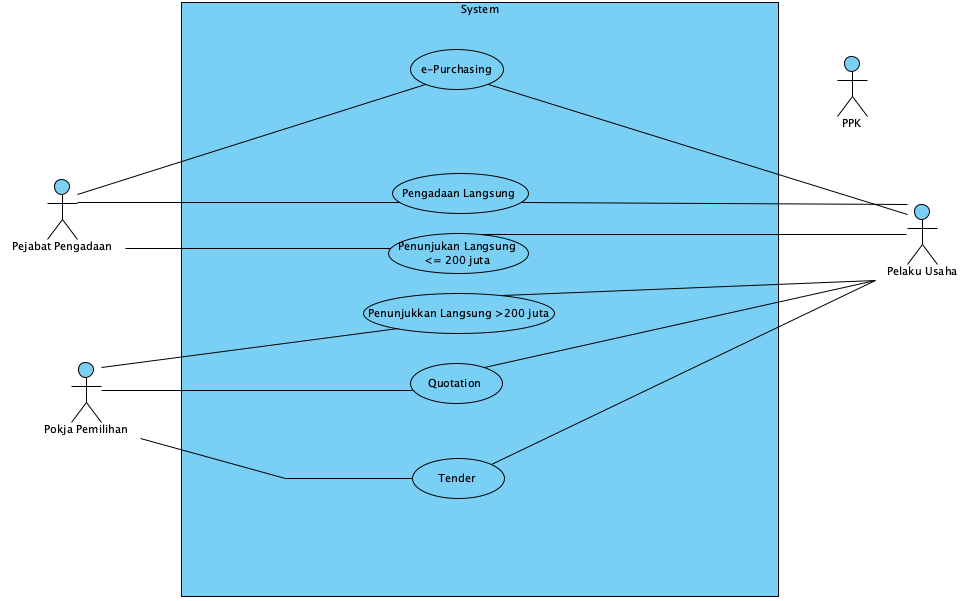 System
e-Purchasing
PPK
Pengadaan Langsung
Pejabat Pengadaan
Penunjukan Langsung
<= 200 juta
Pelaku Usaha
Penunjukkan Langsung >200 juta
Quotation
Pokja Pemilihan
Tender